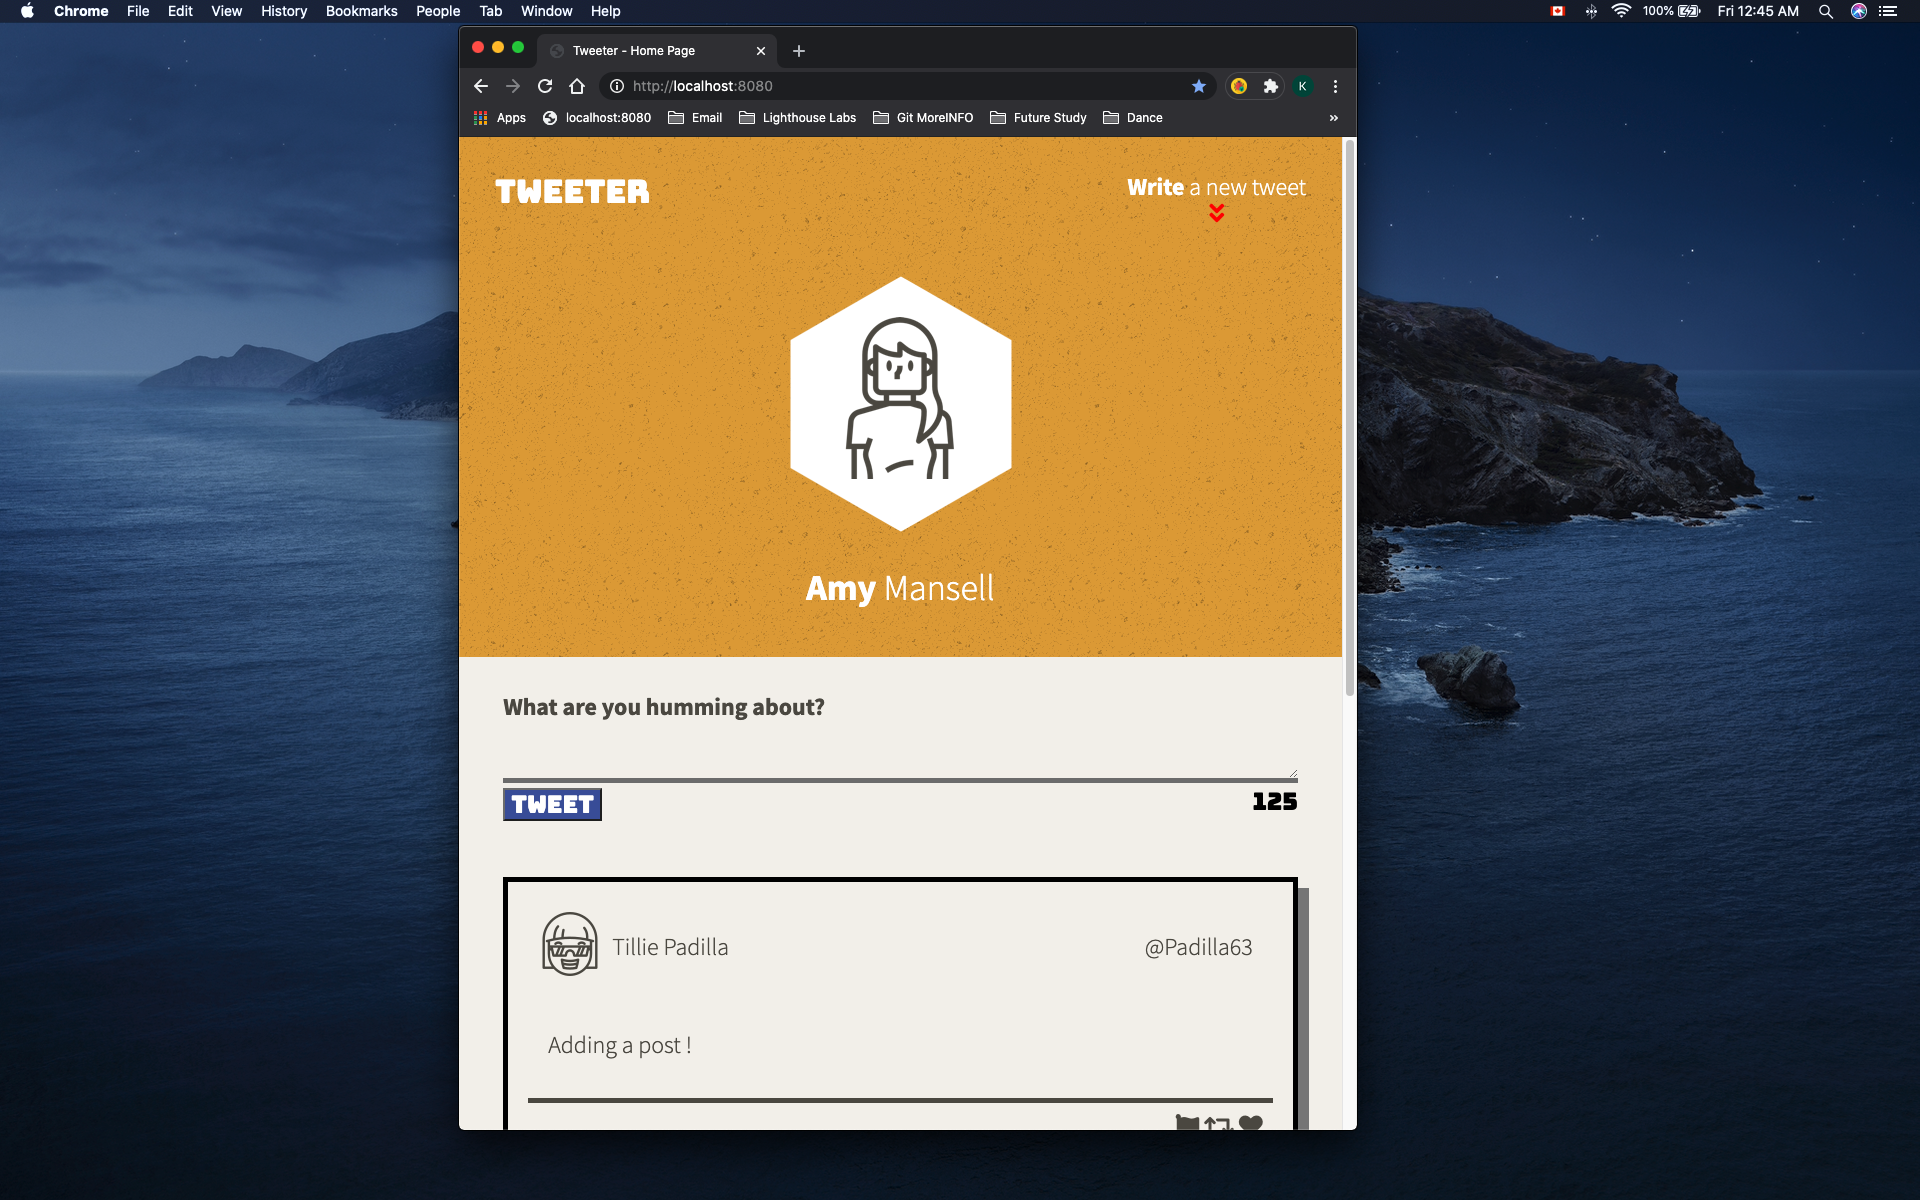 Chrome File Edit View History Bookmarks People Tab Window Help 100% Fri 12:45 AM
Tweeter - Home Page
http://localhost:8080 K
Apps localhost:8080 Email Lighthouse Labs Git MoreINFO Future Study Dance »
TWEETER
Write a new tweet
Amy Mansell
What are you humming about?
TWEET 125
Tillie Padilla @Padilla63
Adding a post !